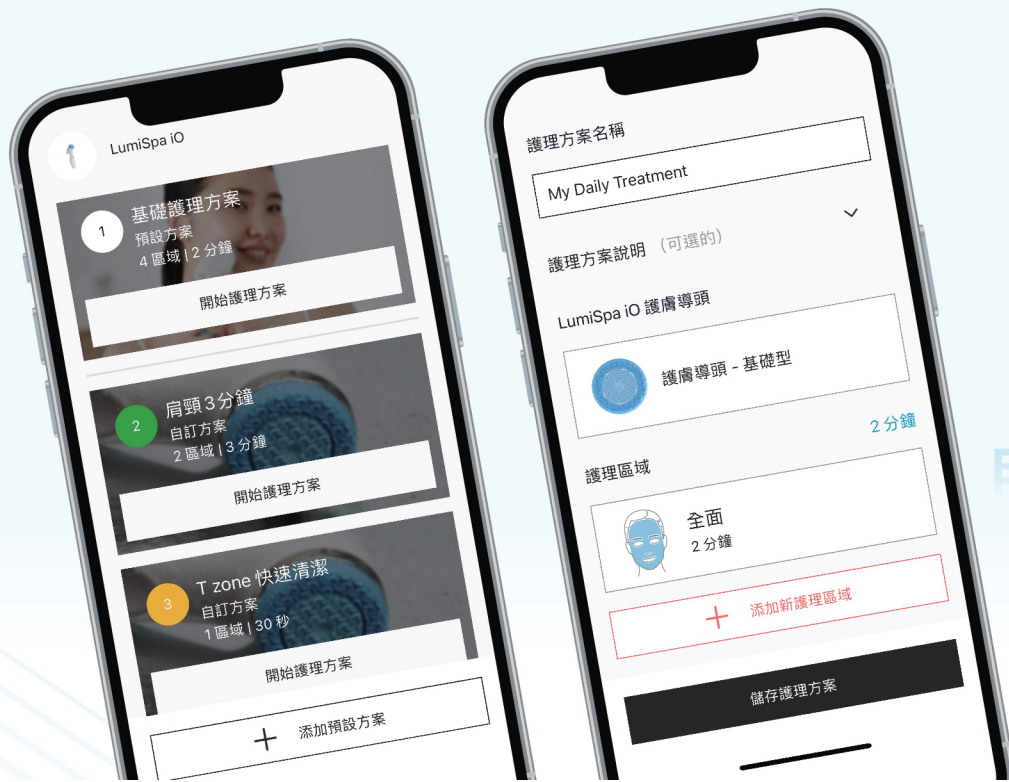 LumiSpa iO
1
基礎護理方案
預設方案
4 區域 | 2 分鐘
開始護理方案
2
肩頸3分鐘
自訂方案
2 區域 | 3 分鐘
開始護理方案
3
T zone 快速清潔
自訂方案
1 區域 | 30 秒
開始護理方案
添加預設方案
護理方案名稱
My Daily Treatment
護理方案說明 (可選的)
LumiSpa iO 護膚導頭
護膚導頭 - 基礎型
2 分鐘
護理區域
全面
2 分鐘
添加新護理區域
儲存護理方案